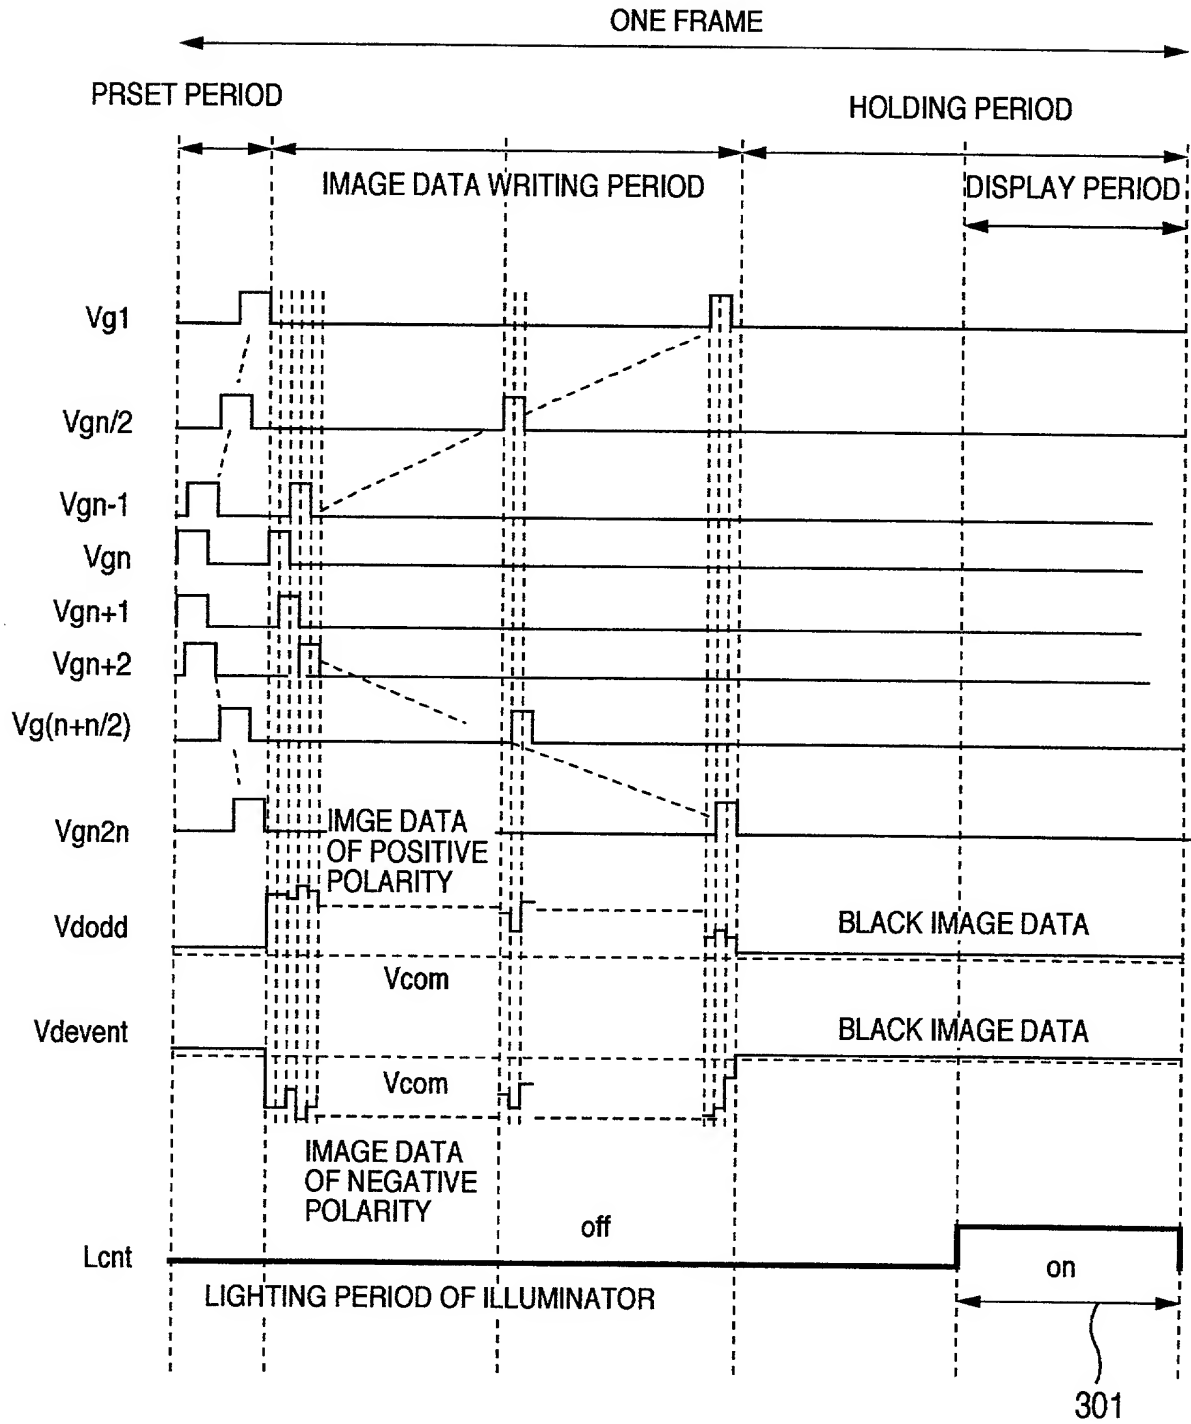 ONE FRAME
PRSET PERIOD
HOLDING PERIOD
IMAGE DATA WRITING PERIOD
DISPLAY PERIOD
Vg1
Vgn/2
Vgn-1
Vgn
Vgn+1
Vgn+2
Vg(n+n/2)
Vgn2n
IMGE DATA
OF POSITIVE
POLARITY
Vdodd
BLACK IMAGE DATA
Vcom
Vdevent
BLACK IMAGE DATA
Vcom
IMAGE DATA
OF NEGATIVE
POLARITY
off
Lcnt
on
LIGHTING PERIOD OF ILLUMINATOR
301